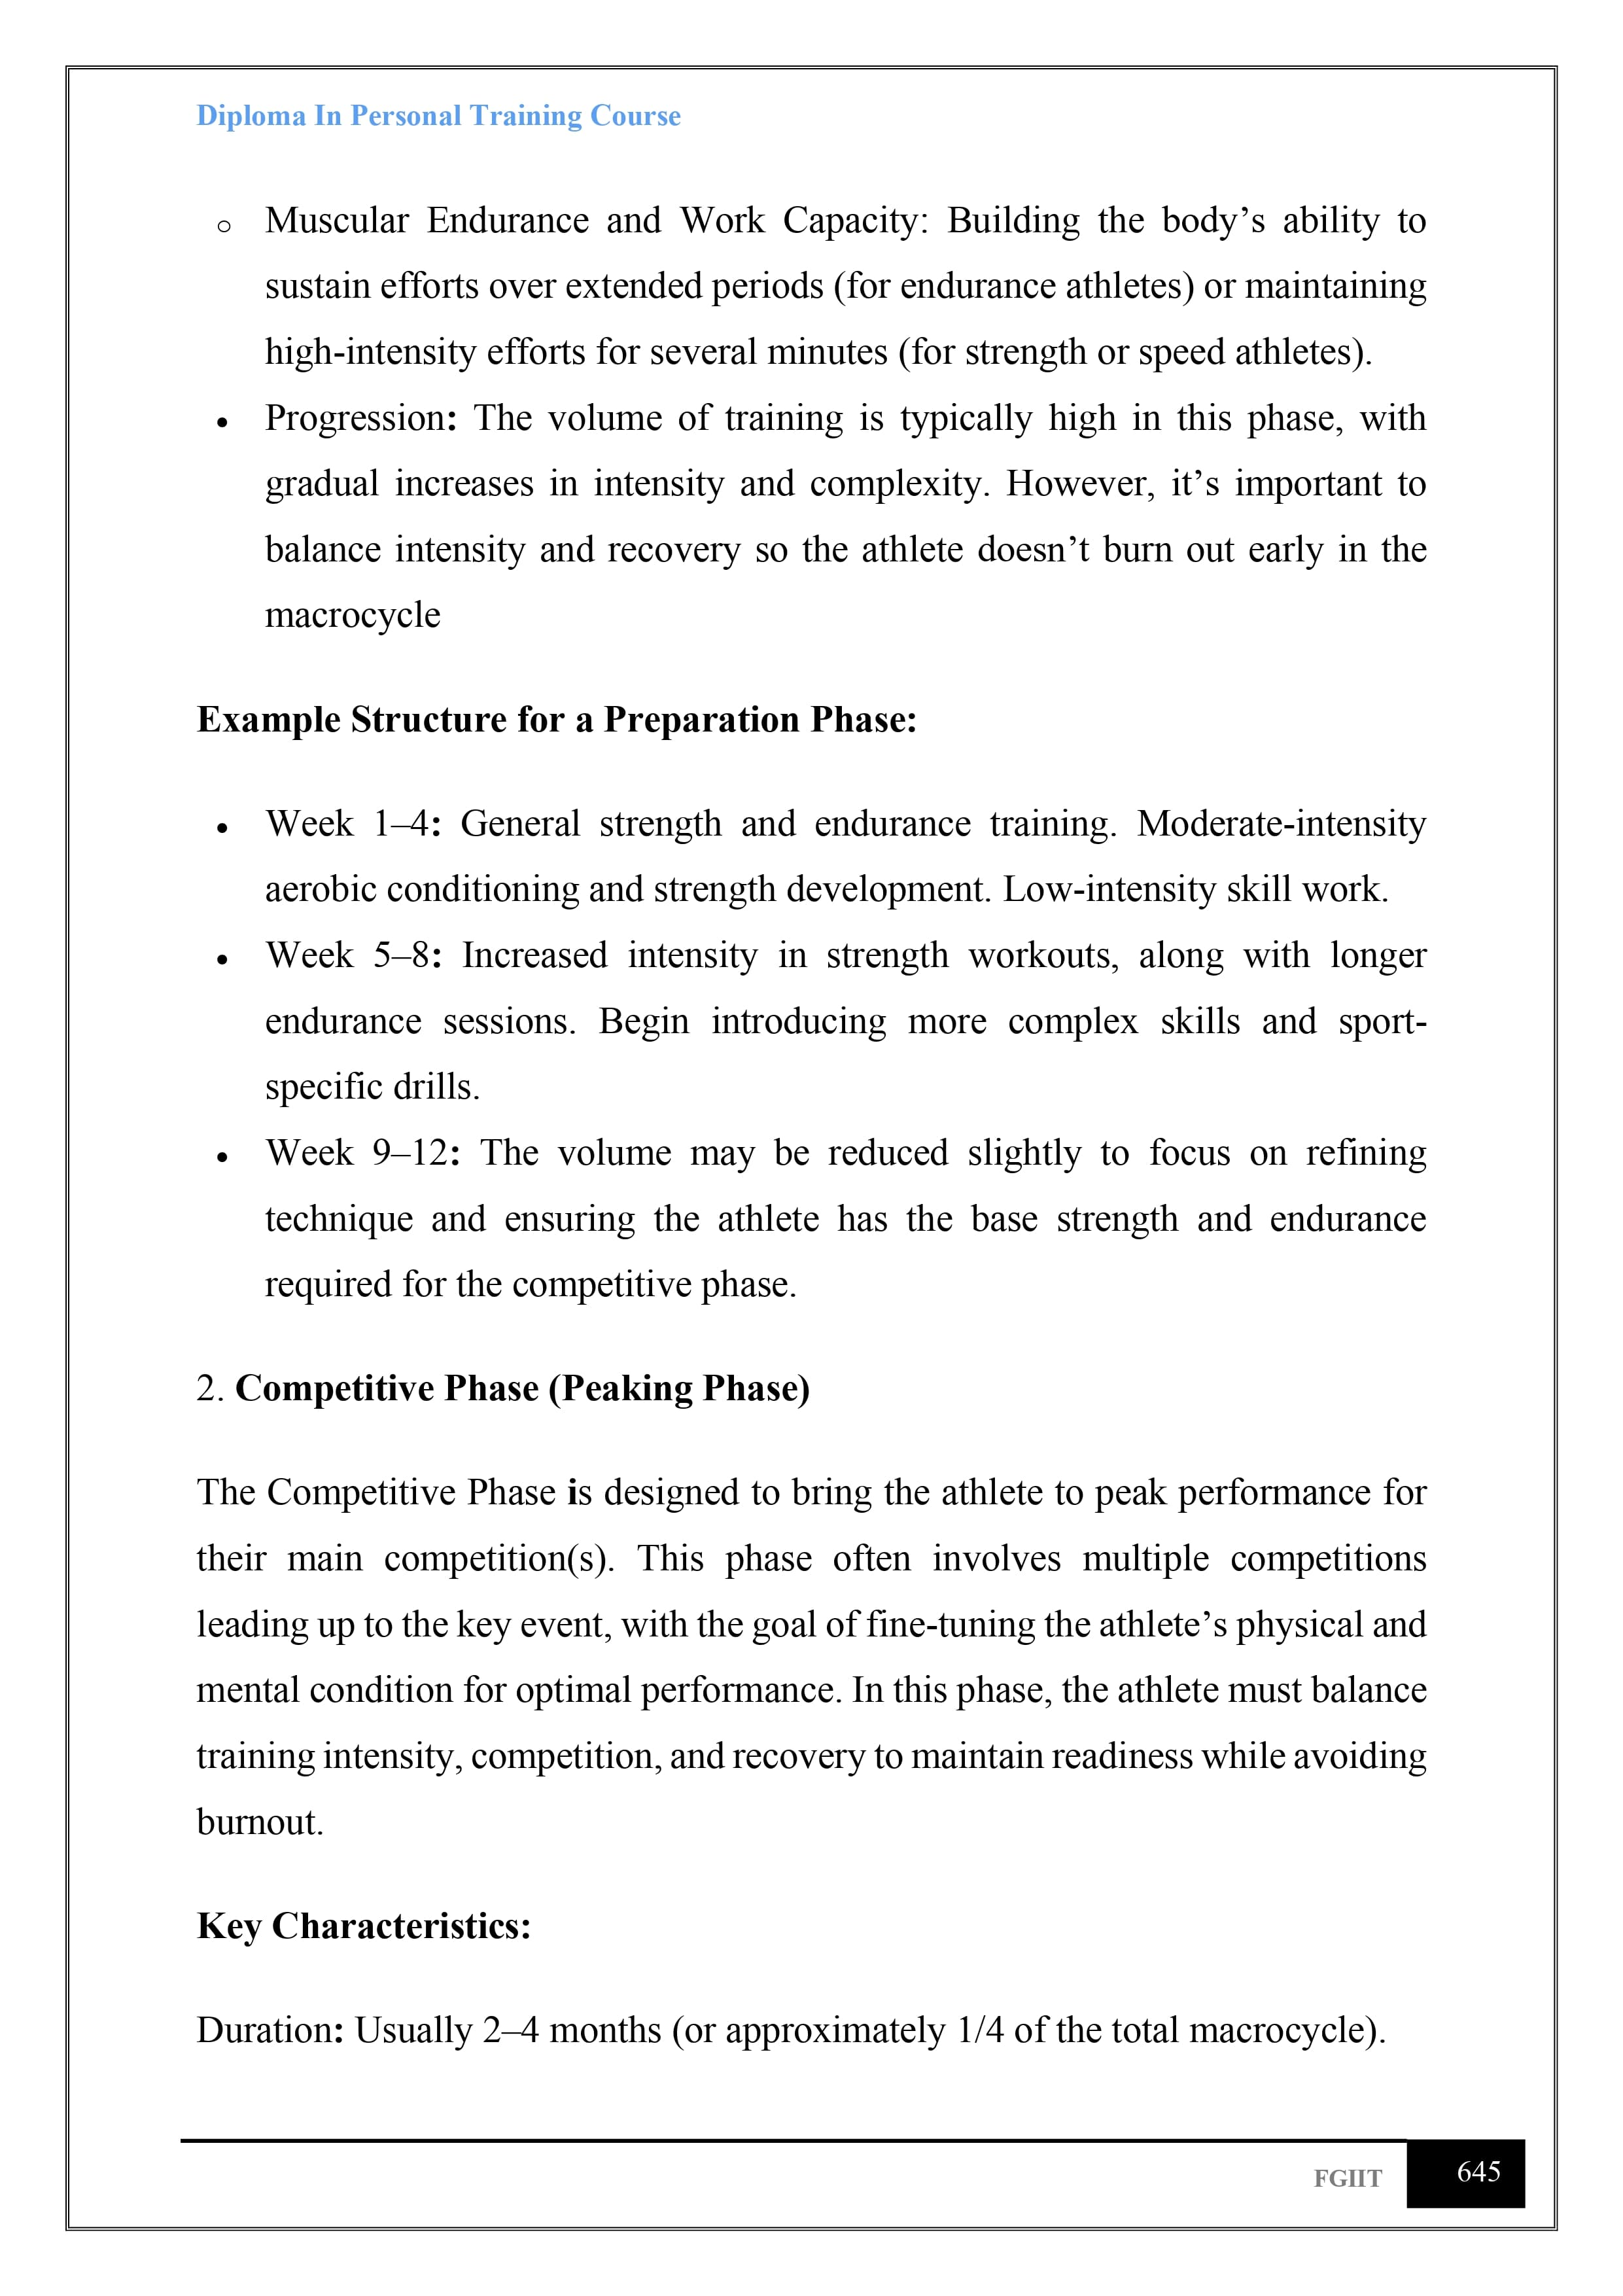 Diploma In Personal Training Course
○ Muscular Endurance and Work Capacity: Building the body’s ability to
sustain efforts over extended periods (for endurance athletes) or maintaining
high-intensity efforts for several minutes (for strength or speed athletes).
• Progression: The volume of training is typically high in this phase, with
gradual increases in intensity and complexity. However, it’s important to
balance intensity and recovery so the athlete doesn’t burn out early in the
macrocycle
Example Structure for a Preparation Phase:
• Week 1–4: General strength and endurance training. Moderate-intensity
aerobic conditioning and strength development. Low-intensity skill work.
• Week 5–8: Increased intensity in strength workouts, along with longer
endurance sessions. Begin introducing more complex skills and sport-
specific drills.
• Week 9–12: The volume may be reduced slightly to focus on refining
technique and ensuring the athlete has the base strength and endurance
required for the competitive phase.
2. Competitive Phase (Peaking Phase)
The Competitive Phase is designed to bring the athlete to peak performance for
their main competition(s). This phase often involves multiple competitions
leading up to the key event, with the goal of fine-tuning the athlete’s physical and
mental condition for optimal performance. In this phase, the athlete must balance
training intensity, competition, and recovery to maintain readiness while avoiding
burnout.
Key Characteristics:
Duration: Usually 2–4 months (or approximately 1/4 of the total macrocycle).
FGIIT 645